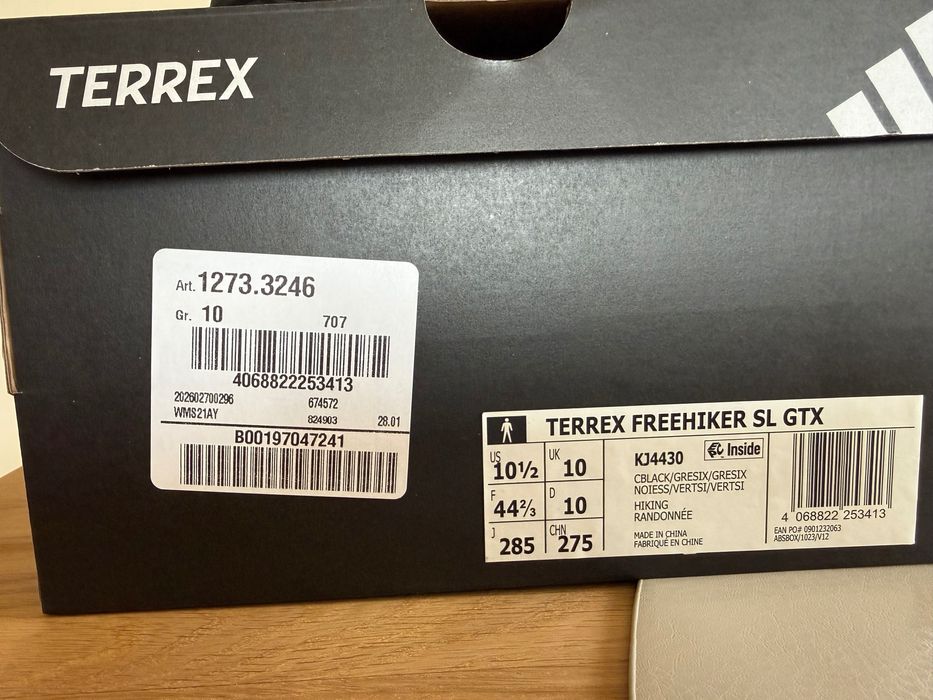 TERREX
Art. 1273.3246
Gr. 10 707
4068822253413
202602700296 674572
WMS21AY 824903 28.01
B00197047241
TERREX FREEHIKER SL GTX
US 10½ UK 10
F 44⅔ D 10
J 285 CHN 275
KJ4430 Inside
CBLACK/GRESIX/GRESIX
NOIESS/VERTSI/VERTSI
HIKING
RANDONNÉE
MADE IN CHINA
FABRIQUÉ EN CHINE
4 068822 253413
EAN PO# 0901232063
ABSBOX/1023/V12